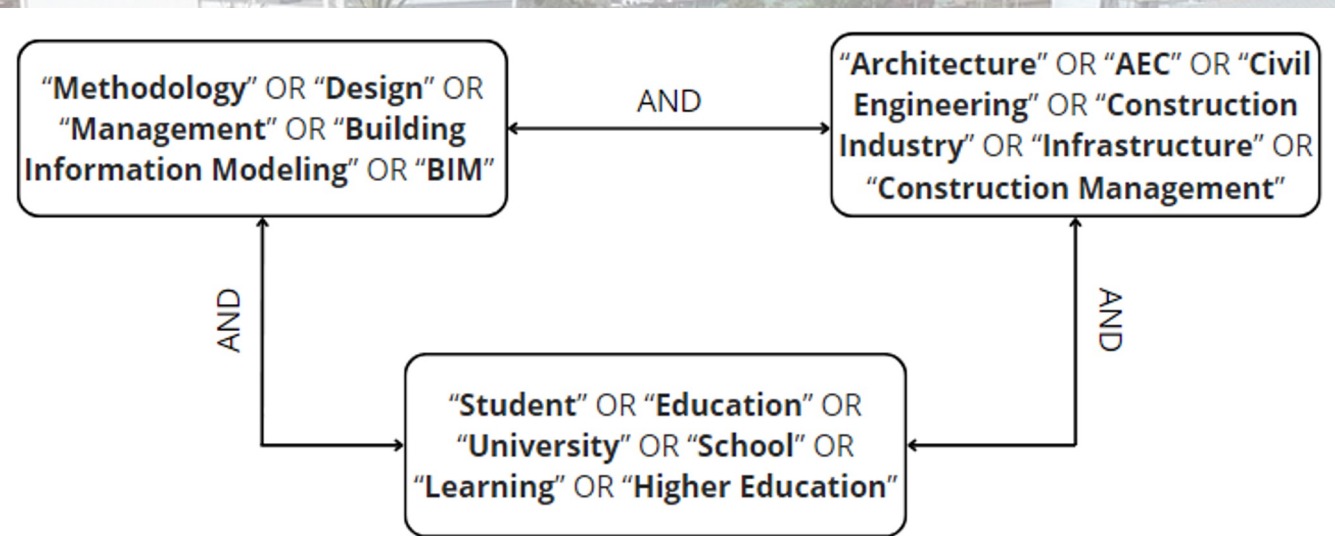 “Methodology” OR “Design” OR
“Management” OR “Building
Information Modeling” OR “BIM”
AND
“Architecture” OR “AEC” OR “Civil
Engineering” OR “Construction
Industry” OR “Infrastructure” OR
“Construction Management”
AND
AND
“Student” OR “Education” OR
“University” OR “School” OR
“Learning” OR “Higher Education”